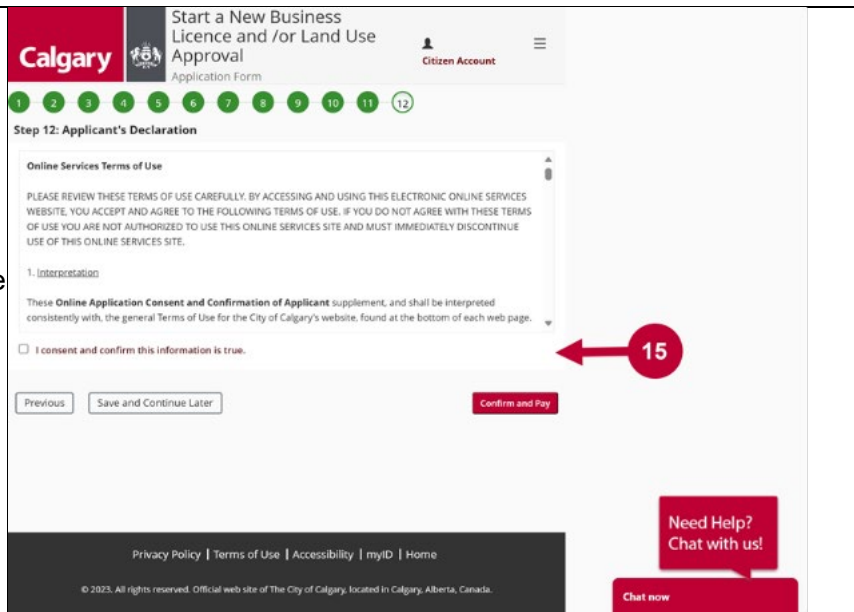 Calgary
Start a New Business
Licence and /or Land Use
Approval
Application Form
Citizen Account
1 2 3 4 5 6 7 8 9 10 11 12
Step 12: Applicant's Declaration
Online Services Terms of Use
PLEASE REVIEW THESE TERMS OF USE CAREFULLY. BY ACCESSING AND USING THIS ELECTRONIC ONLINE SERVICES
WEBSITE, YOU ACCEPT AND AGREE TO THE FOLLOWING TERMS OF USE. IF YOU DO NOT AGREE WITH THESE TERMS
OF USE YOU ARE NOT AUTHORIZED TO USE THIS ONLINE SERVICES SITE AND MUST IMMEDIATELY DISCONTINUE
USE OF THIS ONLINE SERVICES SITE.
e
1. Interpretation
These Online Application Consent and Confirmation of Applicant supplement, and shall be interpreted
consistently with, the general Terms of Use for the City of Calgary's website, found at the bottom of each web page.
I consent and confirm this information is true.
15
Previous Save and Continue Later Confirm and Pay
Need Help?
Chat with us!
Privacy Policy | Terms of Use | Accessibility | myID | Home
© 2023. All rights reserved. Official web site of The City of Calgary, located in Calgary, Alberta, Canada.
Chat now